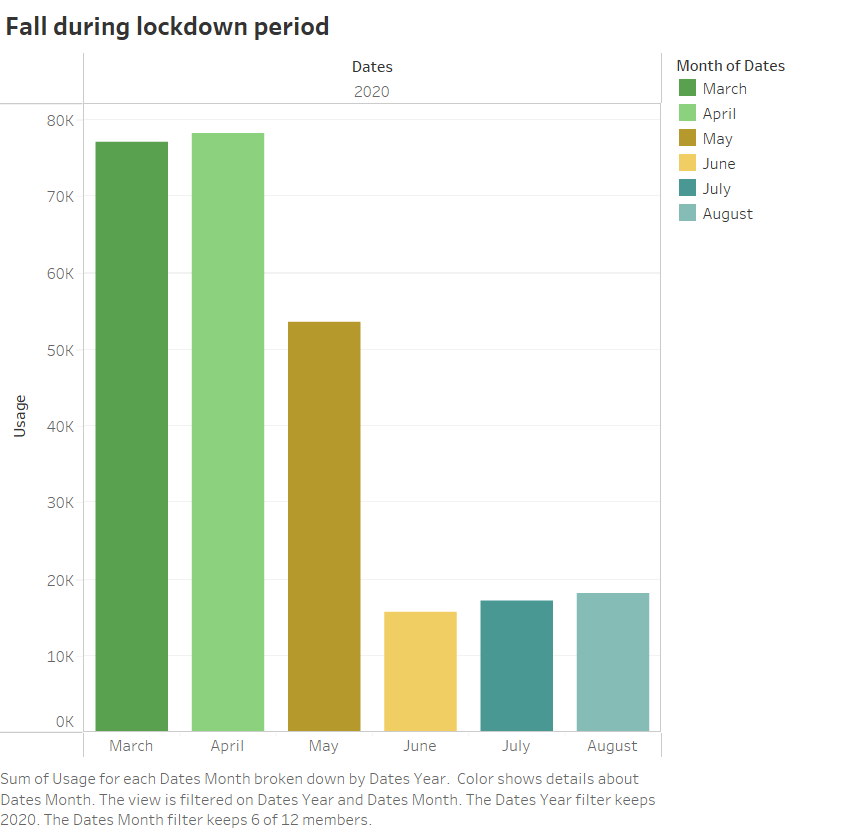 Fall during lockdown period
Dates
2020
Month of Dates
March
April
May
June
July
August
80K
70K
60K
50K
40K
30K
20K
10K
0K
Usage
March April May June July August
Sum of Usage for each Dates Month broken down by Dates Year. Color shows details about
Dates Month. The view is filtered on Dates Year and Dates Month. The Dates Year filter keeps
2020. The Dates Month filter keeps 6 of 12 members.